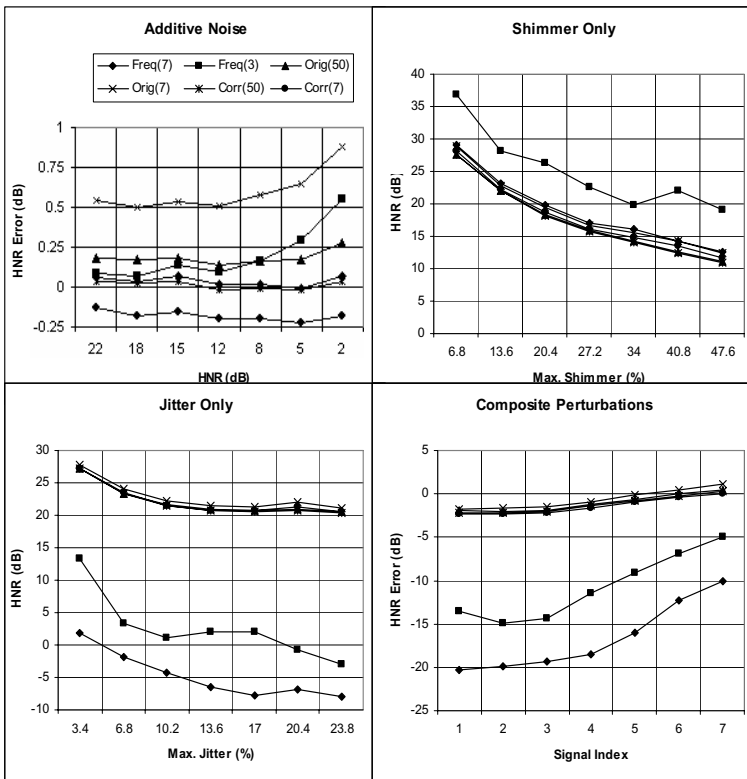 Additive Noise
Freq(7) Freq(3) Orig(50)
Orig(7) Corr(50) Corr(7)
HNR Error (dB)
1
0.75
0.5
0.25
0
-0.25
22 18 15 12 8 5 2
HNR (dB)
Shimmer Only
HNR (dB)
40
35
30
25
20
15
10
5
0
6.8 13.6 20.4 27.2 34 40.8 47.6
Max. Shimmer (%)
Jitter Only
HNR (dB)
30
25
20
15
10
5
0
-5
-10
3.4 6.8 10.2 13.6 17 20.4 23.8
Max. Jitter (%)
Composite Perturbations
HNR Error (dB)
5
0
-5
-10
-15
-20
-25
1 2 3 4 5 6 7
Signal Index